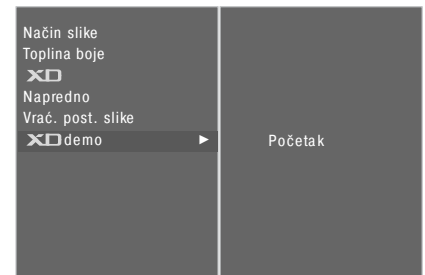 Način slike
Toplina boje
XD
Napredno
Vrać. post. slike
XD demo
Početak